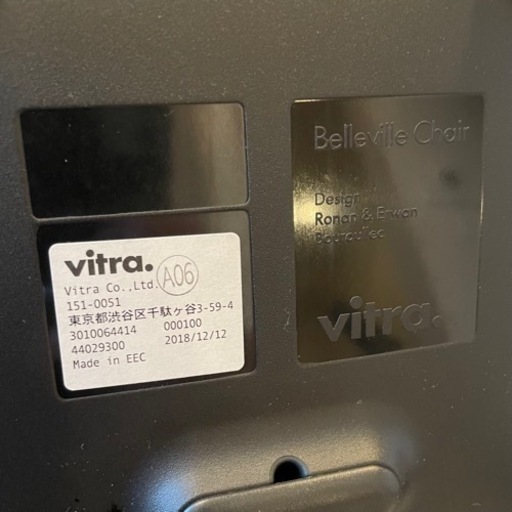 vitra.
A06
Vitra Co.,Ltd.
151-0051
東京都渋谷区千駄ヶ谷3-59-4
3010064414 000100
44029300 2018/12/12
Made in EEC
Belleville Chair
Design
Ronan & Erwan
Bouroullec
vitra.